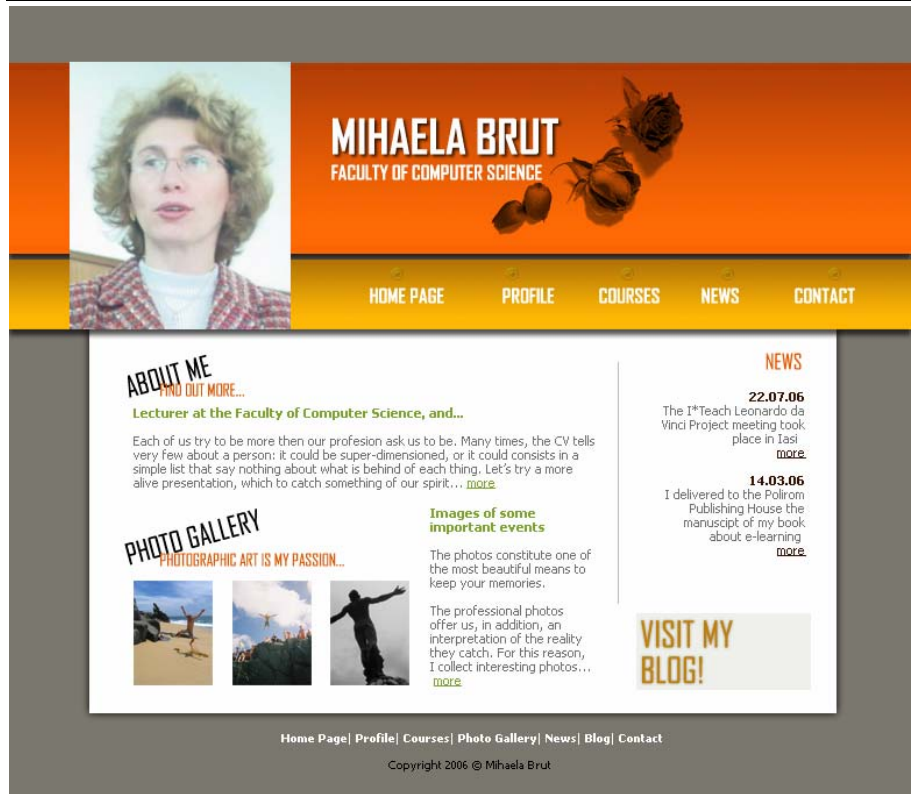 MIHAELA BRUT
FACULTY OF COMPUTER SCIENCE
HOME PAGE PROFILE COURSES NEWS CONTACT
ABOUT ME
FIND OUT MORE...
Lecturer at the Faculty of Computer Science, and...
Each of us try to be more then our profesion ask us to be. Many times, the CV tells
very few about a person: it could be super-dimensioned, or it could consists in a
simple list that say nothing about what is behind of each thing. Let's try a more
alive presentation, which to catch something of our spirit... more
PHOTO GALLERY
PHOTOGRAPHIC ART IS MY PASSION...
Images of some
important events
The photos constitute one of
the most beautiful means to
keep your memories.
The professional photos
offer us, in addition, an
interpretation of the reality
they catch. For this reason,
I collect interesting photos...
more
NEWS
22.07.06
The I*Teach Leonardo da
Vinci Project meeting took
place in Iasi
more
14.03.06
I delivered to the Polirom
Publishing House the
manuscipt of my book
about e-learning
more
VISIT MY
BLOG!
Home Page| Profile| Courses| Photo Gallery| News| Blog| Contact
Copyright 2006 @ Mihaela Brut